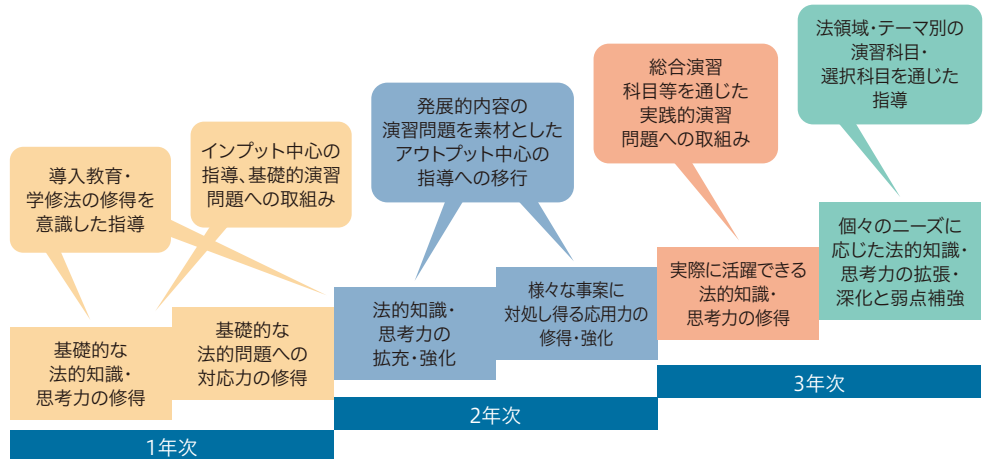 導入教育・
学修法の修得を
意識した指導
インプット中心の
指導、基礎的演習
問題への取組み
発展的内容の
演習問題を素材とした
アウトプット中心の
指導への移行
総合演習
科目等を通じた
実践的演習
問題への取組み
法領域・テーマ別の
演習科目・
選択科目を通じた
指導
基礎的な
法的知識・
思考力の修得
基礎的な
法的問題への
対応力の修得
法的知識・
思考力の
拡充・強化
様々な事案に
対処し得る応用力の
修得・強化
実際に活躍できる
法的知識・
思考力の修得
個々のニーズに
応じた法的知識・
思考力の拡張・
深化と弱点補強
1年次
2年次
3年次